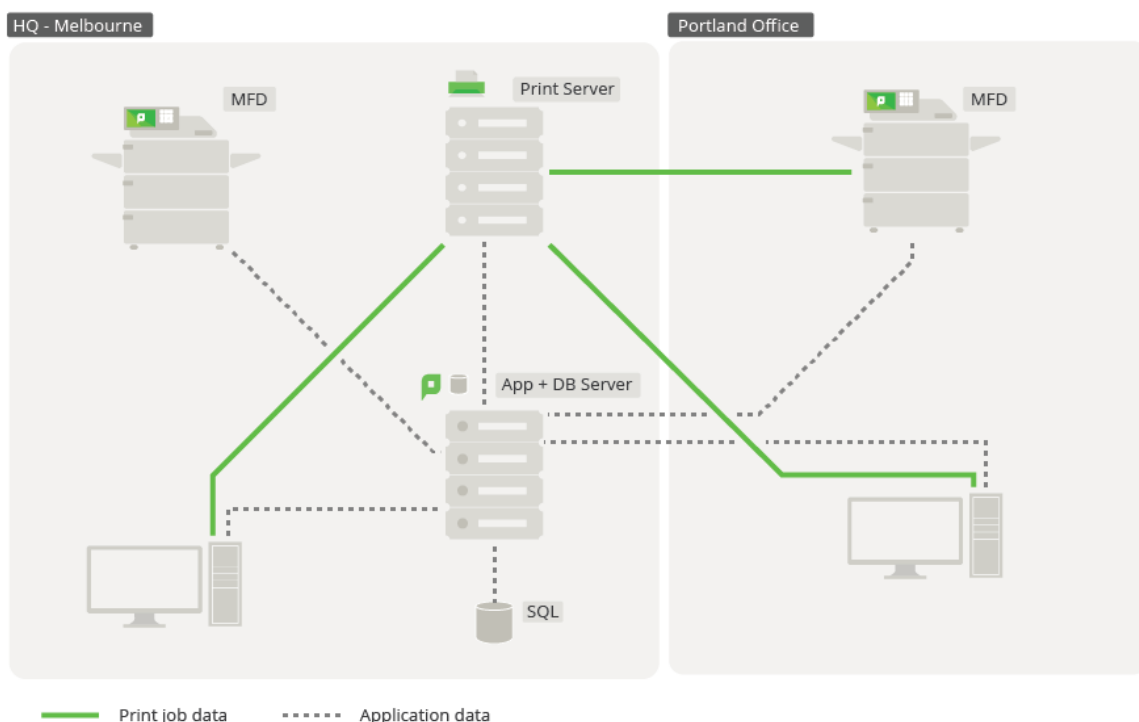 HQ - Melbourne
Portland Office
MFD
Print Server
MFD
App + DB Server
SQL
Print job data
Application data